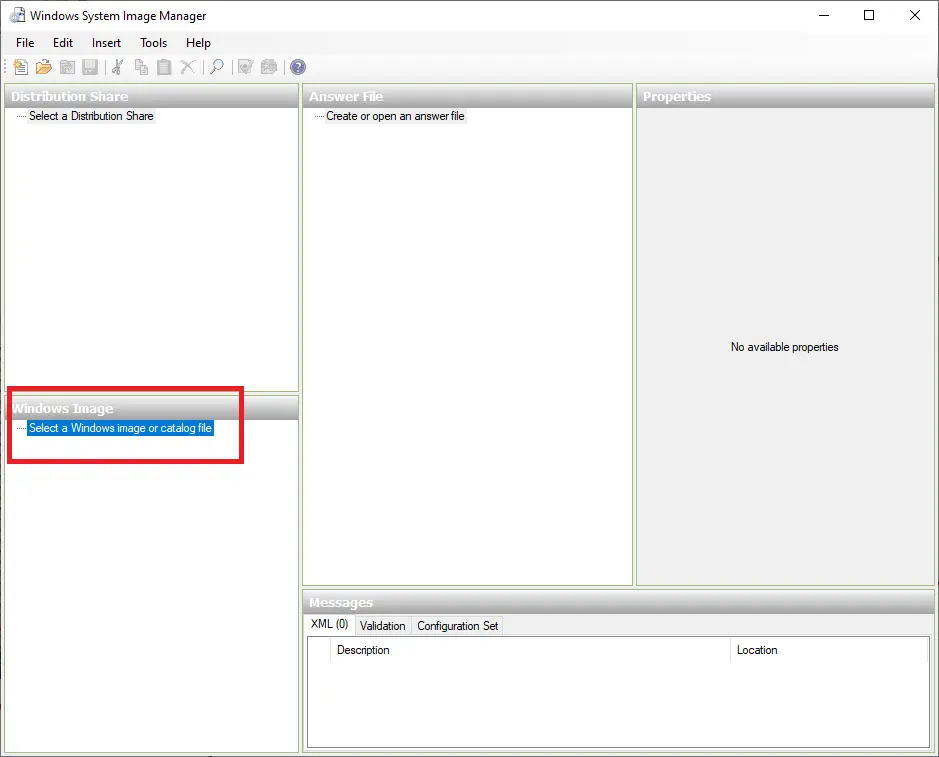 Windows System Image Manager
File Edit Insert Tools Help
Distribution Share
Select a Distribution Share
Answer File
Create or open an answer file
Properties
No available properties
Windows Image
Select a Windows image or catalog file
Messages
XML (0) Validation Configuration Set
Description Location